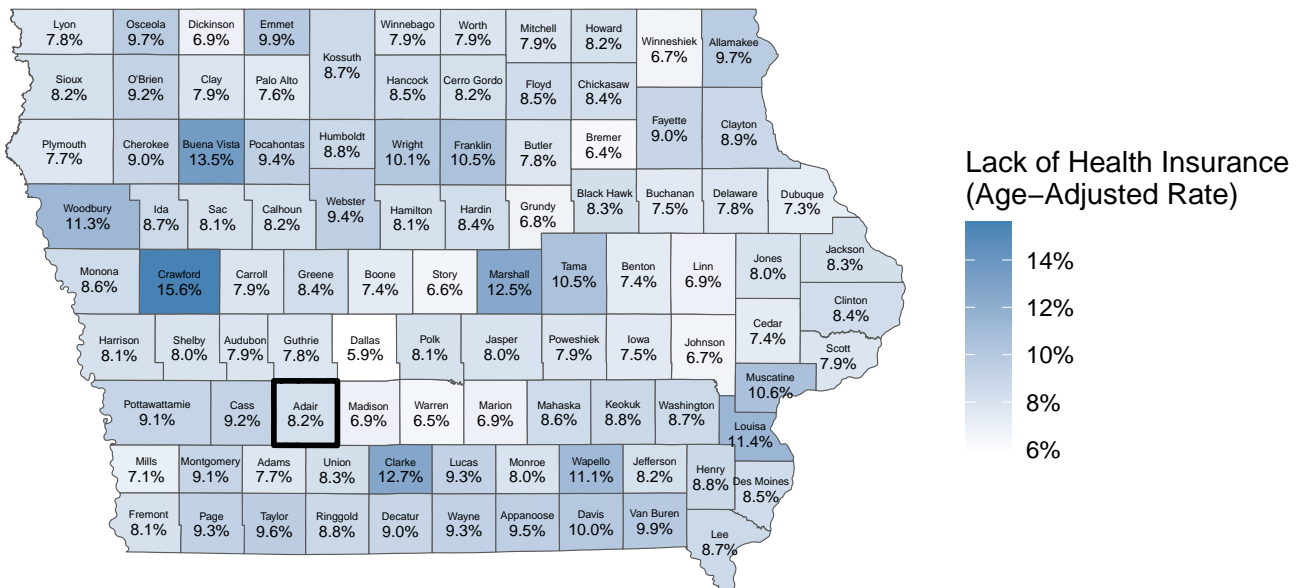 Lyon
7.8%
Osceola
9.7%
Dickinson
6.9%
Emmet
9.9%
Kossuth
8.7%
Winnebago
7.9%
Worth
7.9%
Mitchell
7.9%
Howard
8.2%
Winneshiek
6.7%
Allamakee
9.7%
Sioux
8.2%
O'Brien
9.2%
Clay
7.9%
Palo Alto
7.6%
Hancock
8.5%
Cerro Gordo
8.2%
Floyd
8.5%
Chickasaw
8.4%
Fayette
9.0%
Clayton
8.9%
Plymouth
7.7%
Cherokee
9.0%
Buena Vista
13.5%
Pocahontas
9.4%
Humboldt
8.8%
Wright
10.1%
Franklin
10.5%
Butler
7.8%
Bremer
6.4%
Woodbury
11.3%
Ida
8.7%
Sac
8.1%
Calhoun
8.2%
Webster
9.4%
Hamilton
8.1%
Hardin
8.4%
Grundy
6.8%
Black Hawk
8.3%
Buchanan
7.5%
Delaware
7.8%
Dubuque
7.3%
Monona
8.6%
Crawford
15.6%
Carroll
7.9%
Greene
8.4%
Boone
7.4%
Story
6.6%
Marshall
12.5%
Tama
10.5%
Benton
7.4%
Linn
6.9%
Jones
8.0%
Jackson
8.3%
Clinton
8.4%
Harrison
8.1%
Shelby
8.0%
Audubon
7.9%
Guthrie
7.8%
Dallas
5.9%
Polk
8.1%
Jasper
8.0%
Poweshiek
7.9%
Iowa
7.5%
Johnson
6.7%
Cedar
7.4%
Scott
7.9%
Muscatine
10.6%
Pottawattamie
9.1%
Cass
9.2%
Adair
8.2%
Madison
6.9%
Warren
6.5%
Marion
6.9%
Mahaska
8.6%
Keokuk
8.8%
Washington
8.7%
Louisa
11.4%
Mills
7.1%
Montgomery
9.1%
Adams
7.7%
Union
8.3%
Clarke
12.7%
Lucas
9.3%
Monroe
8.0%
Wapello
11.1%
Jefferson
8.2%
Henry
8.8%
Des Moines
8.5%
Fremont
8.1%
Page
9.3%
Taylor
9.6%
Ringgold
8.8%
Decatur
9.0%
Wayne
9.3%
Appanoose
9.5%
Davis
10.0%
Van Buren
9.9%
Lee
8.7%
Lack of Health Insurance
(Age−Adjusted Rate)
14%
12%
10%
8%
6%